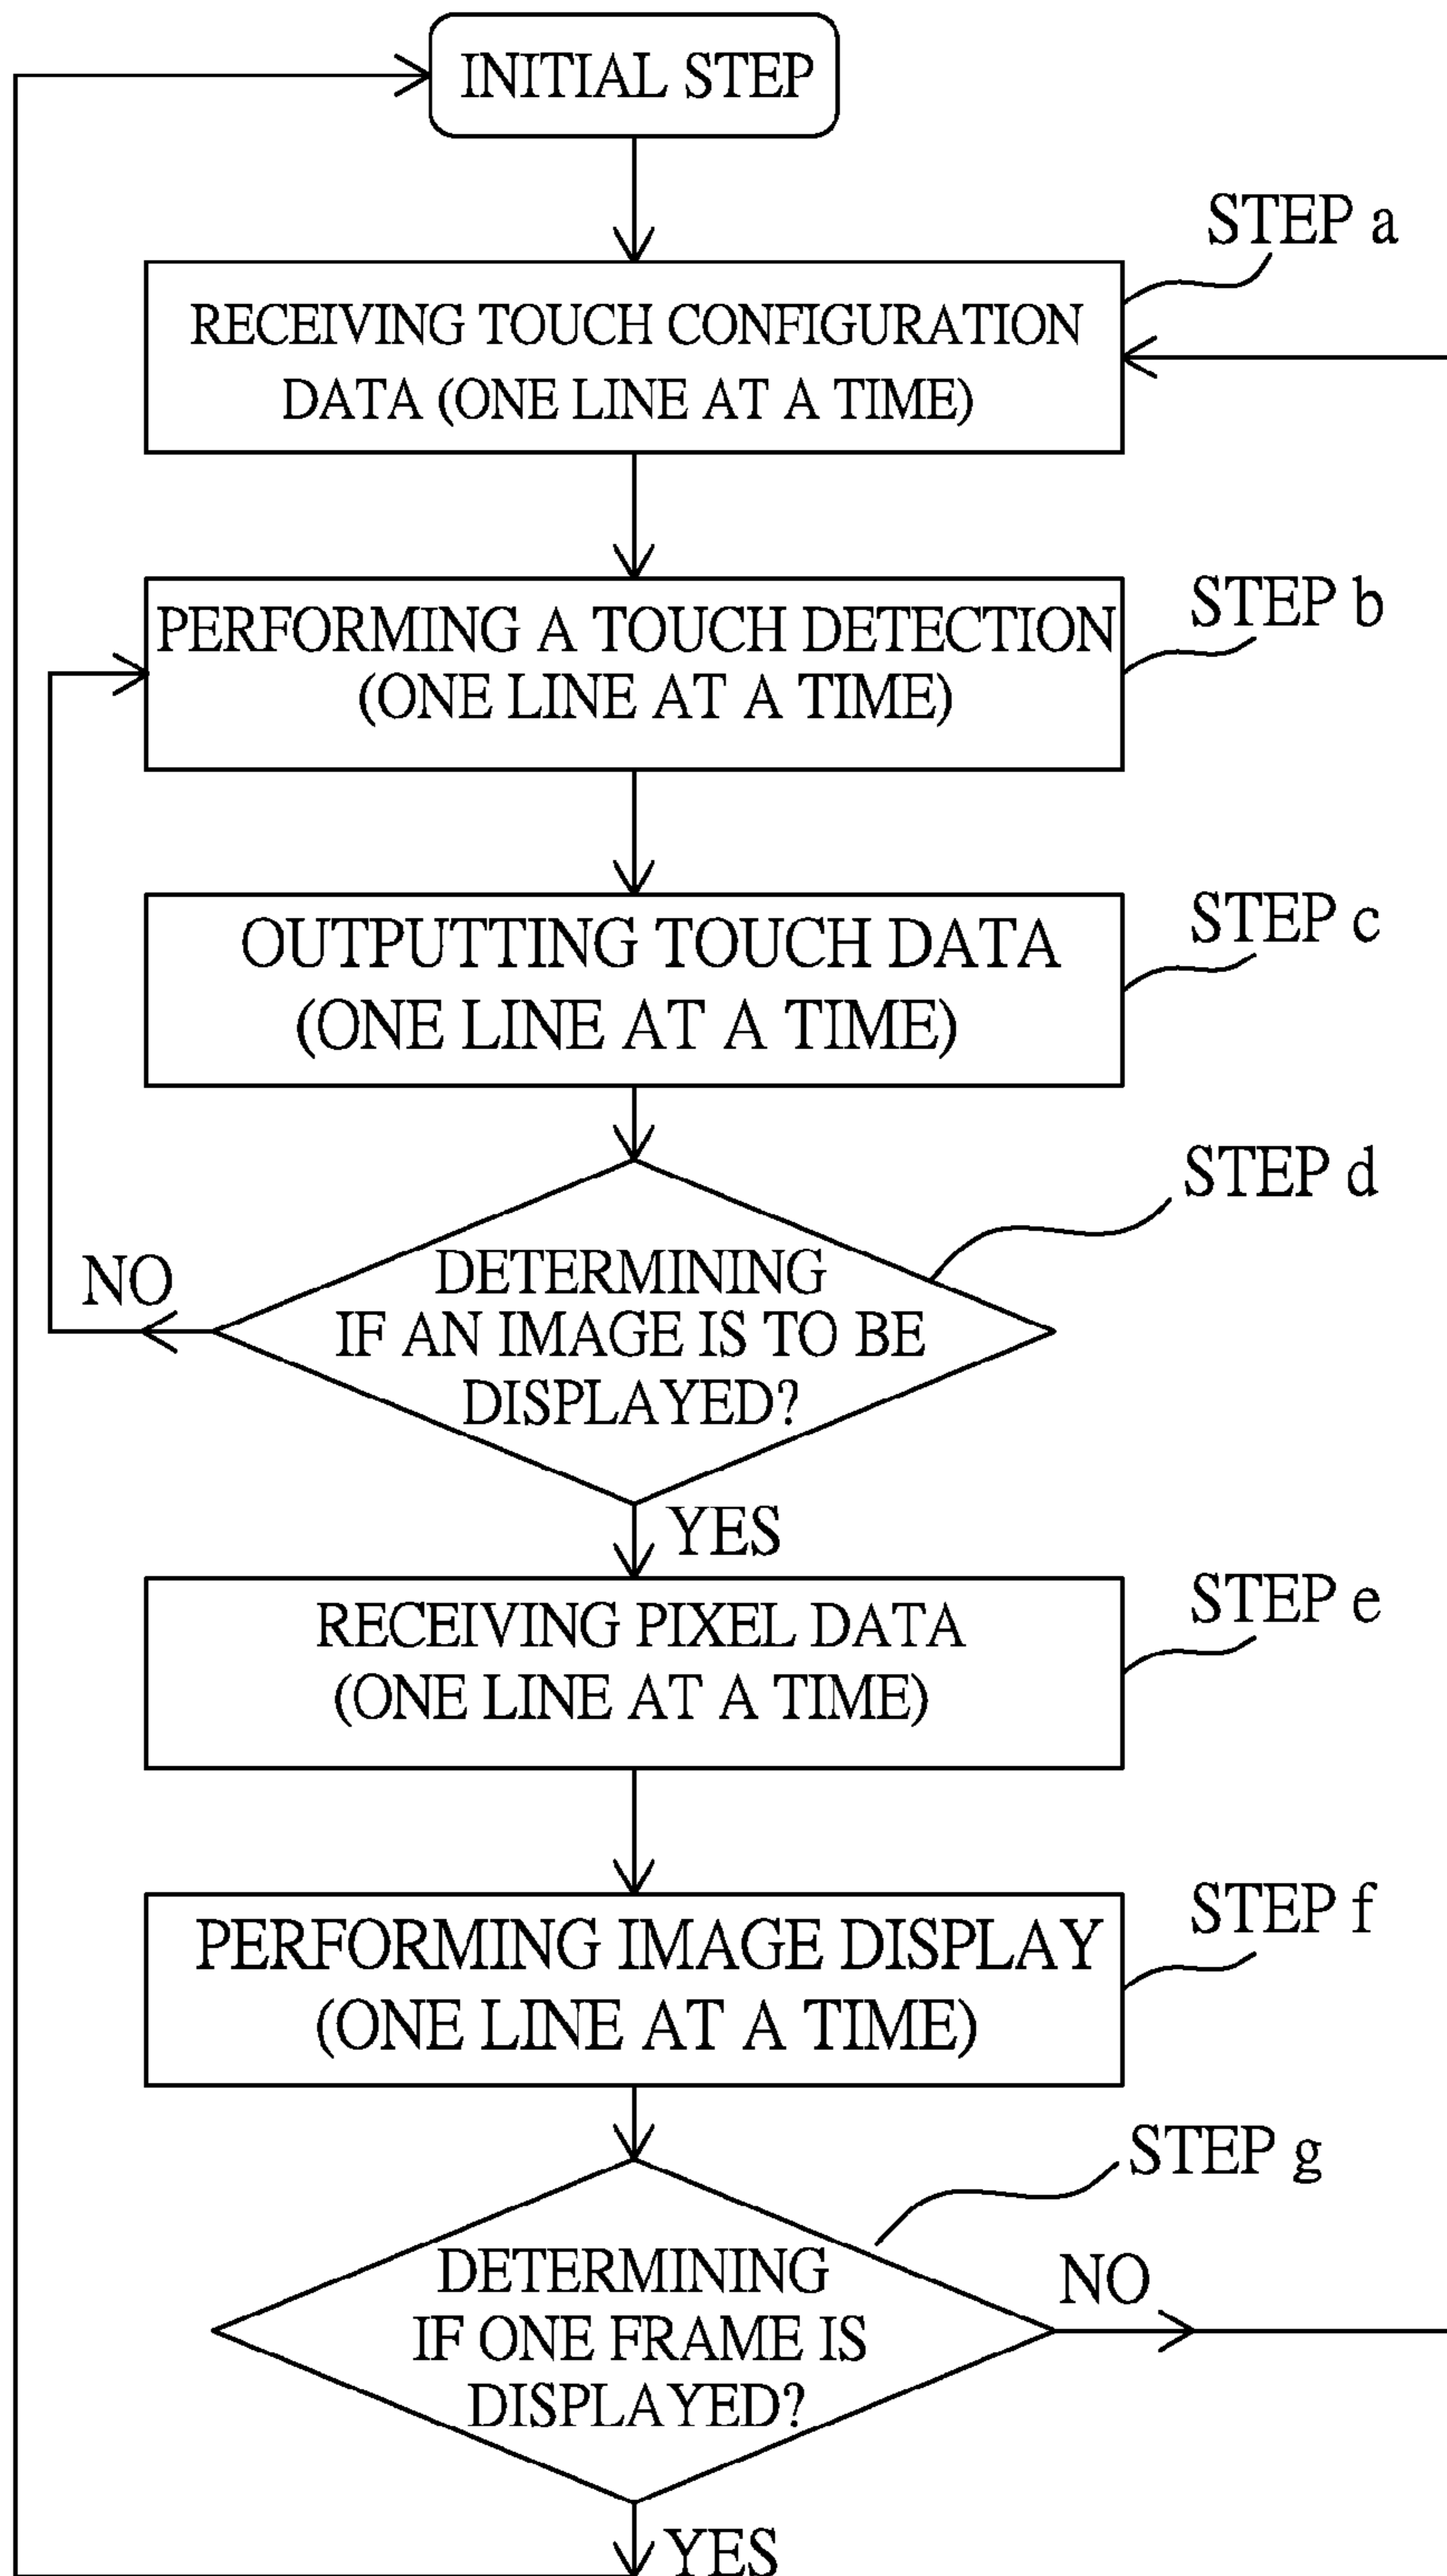 INITIAL STEP
STEP a
RECEIVING TOUCH CONFIGURATION
DATA (ONE LINE AT A TIME)
STEP b
PERFORMING A TOUCH DETECTION
(ONE LINE AT A TIME)
STEP c
OUTPUTTING TOUCH DATA
(ONE LINE AT A TIME)
STEP d
DETERMINING
IF AN IMAGE IS TO BE
DISPLAYED?
NO
YES
STEP e
RECEIVING PIXEL DATA
(ONE LINE AT A TIME)
STEP f
PERFORMING IMAGE DISPLAY
(ONE LINE AT A TIME)
STEP g
DETERMINING
IF ONE FRAME IS
DISPLAYED?
NO
YES